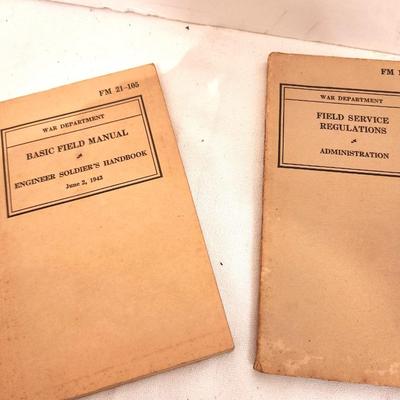 FM 21-105
WAR DEPARTMENT
BASIC FIELD MANUAL
ENGINEER SOLDIER'S HANDBOOK
June 2, 1943
FM
WAR DEPARTMENT
FIELD SERVICE
REGULATIONS
ADMINISTRATION